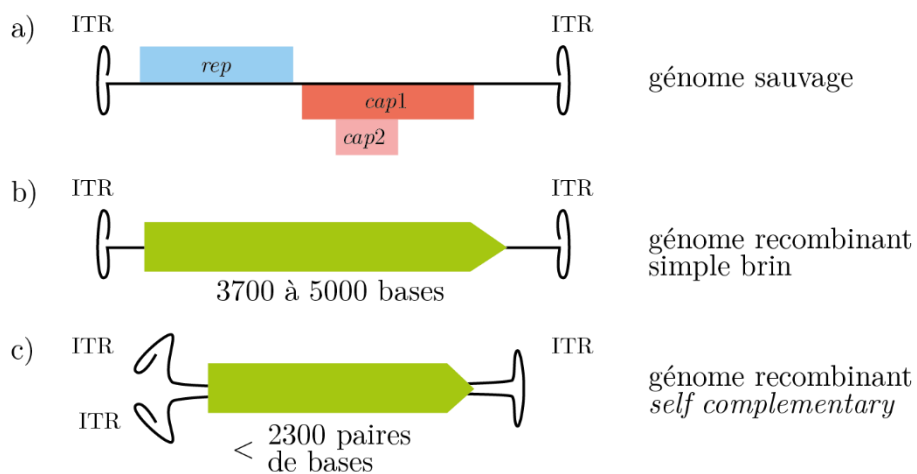 a) ITR ITR
rep
génome sauvage
cap1
cap2
b) ITR ITR
génome recombinant
simple brin
3700 à 5000 bases
c) ITR ITR
génome recombinant
self complementary
ITR
< 2300 paires
de bases